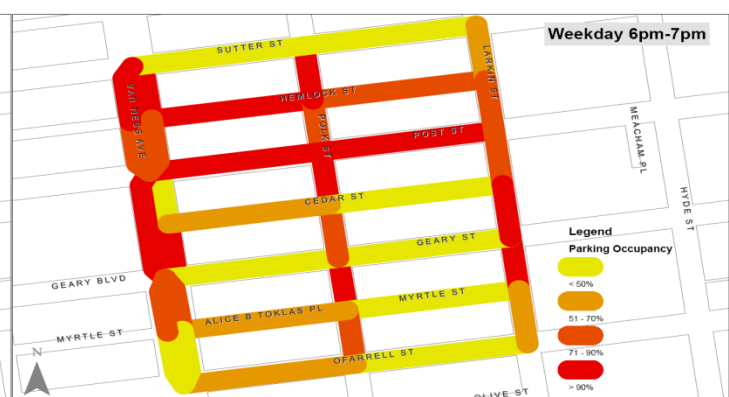 Weekday 6pm-7pm
SUTTER ST
LARKIN ST
VAN NESS AVE
HEMLOCK ST
POLK ST
POST ST
MEACHAM PL
HYDE ST
CEDAR ST
GEARY ST
GEARY BLVD
MYRTLE ST
ALICE B TOKLAS PL
MYRTLE ST
OFARRELL ST
OLIVE ST
N
Legend
Parking Occupancy
< 50%
51 - 70%
71 - 90%
> 90%